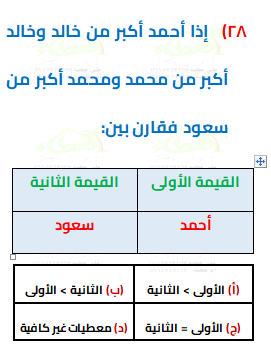 ٢٨) إذا أحمد أكبر من خالد وخالد
أكبر من محمد ومحمد أكبر من
سعود فقارن بين:
القيمة الأولى القيمة الثانية
أحمد سعود
(أ) الأولى > الثانية (ب) الثانية > الأولى
(ج) الأولى = الثانية (د) معطيات غير كافية